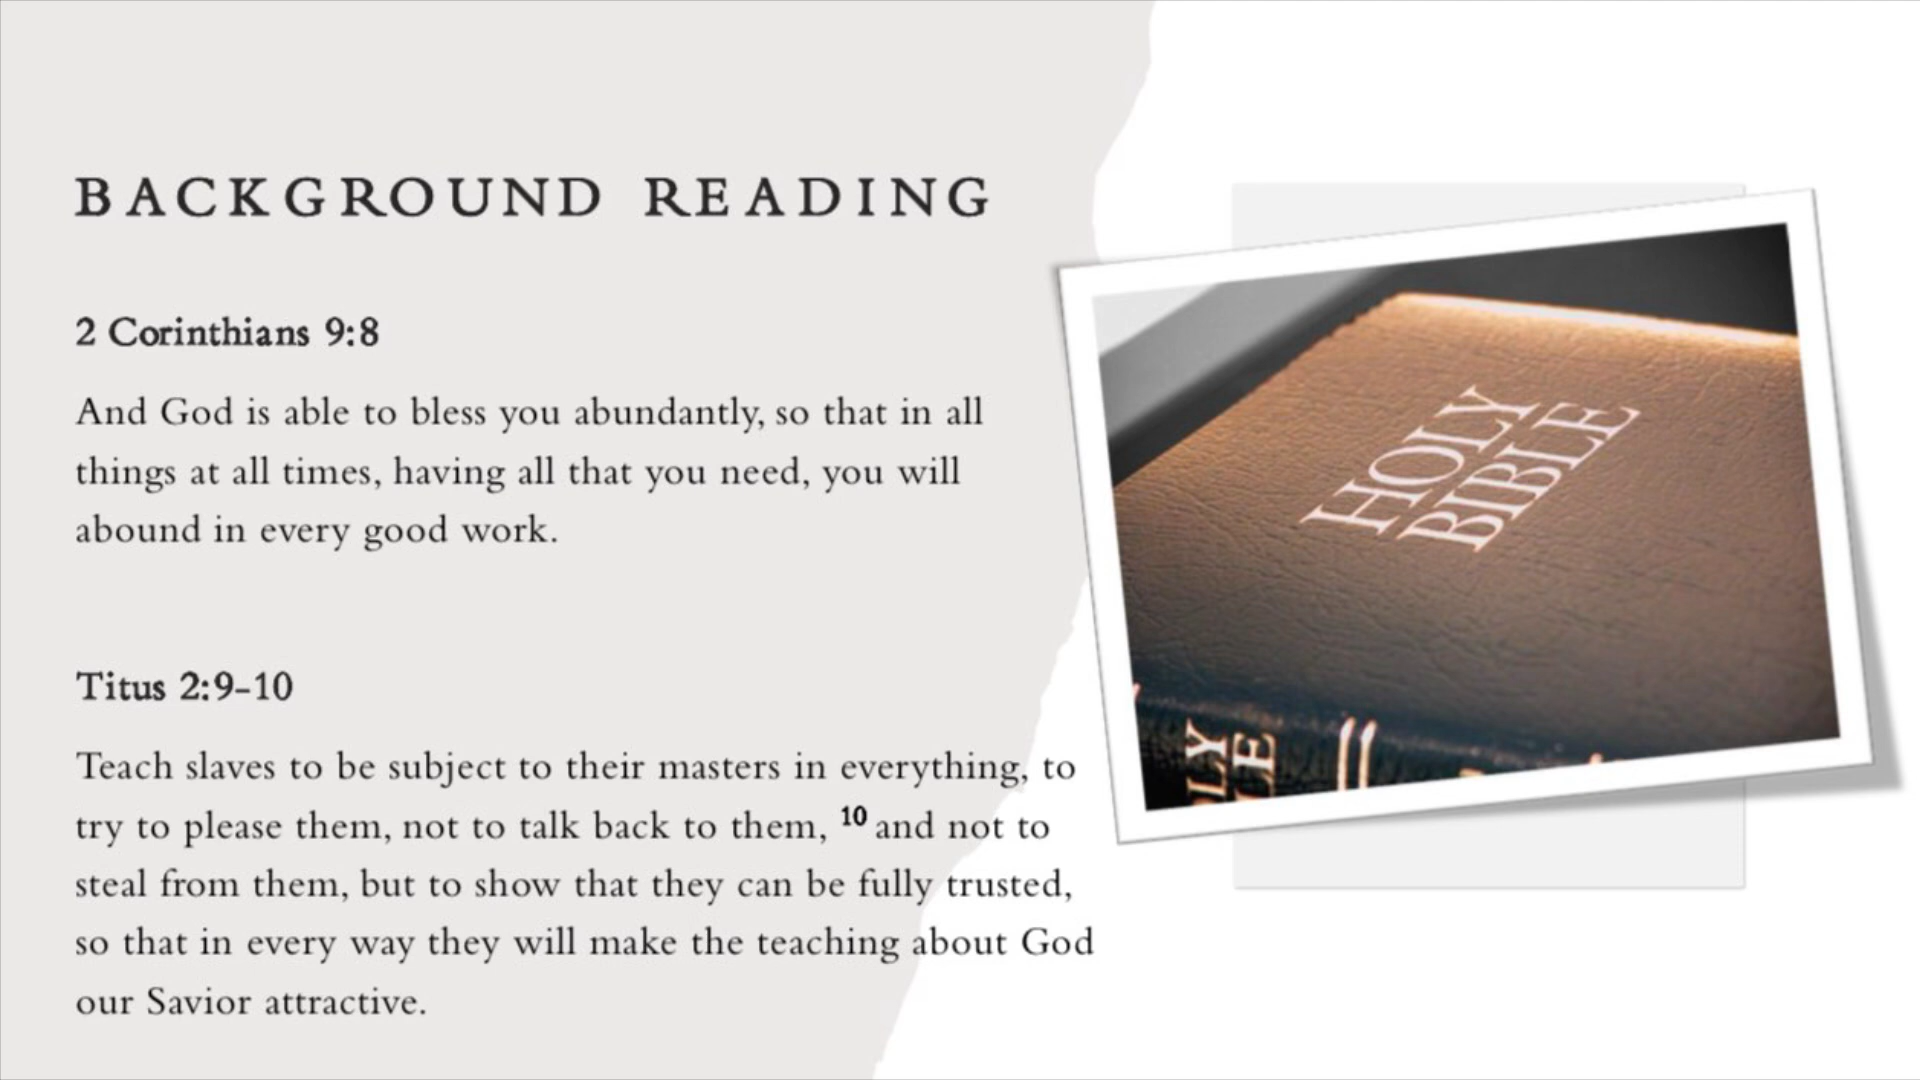 BACKGROUND READING
2 Corinthians 9:8
And God is able to bless you abundantly, so that in all
things at all times, having all that you need, you will
abound in every good work.
Titus 2:9-10
Teach slaves to be subject to their masters in everything, to
try to please them, not to talk back to them, 10 and not to
steal from them, but to show that they can be fully trusted,
so that in every way they will make the teaching about God
our Savior attractive.
HOLY
BIBLE